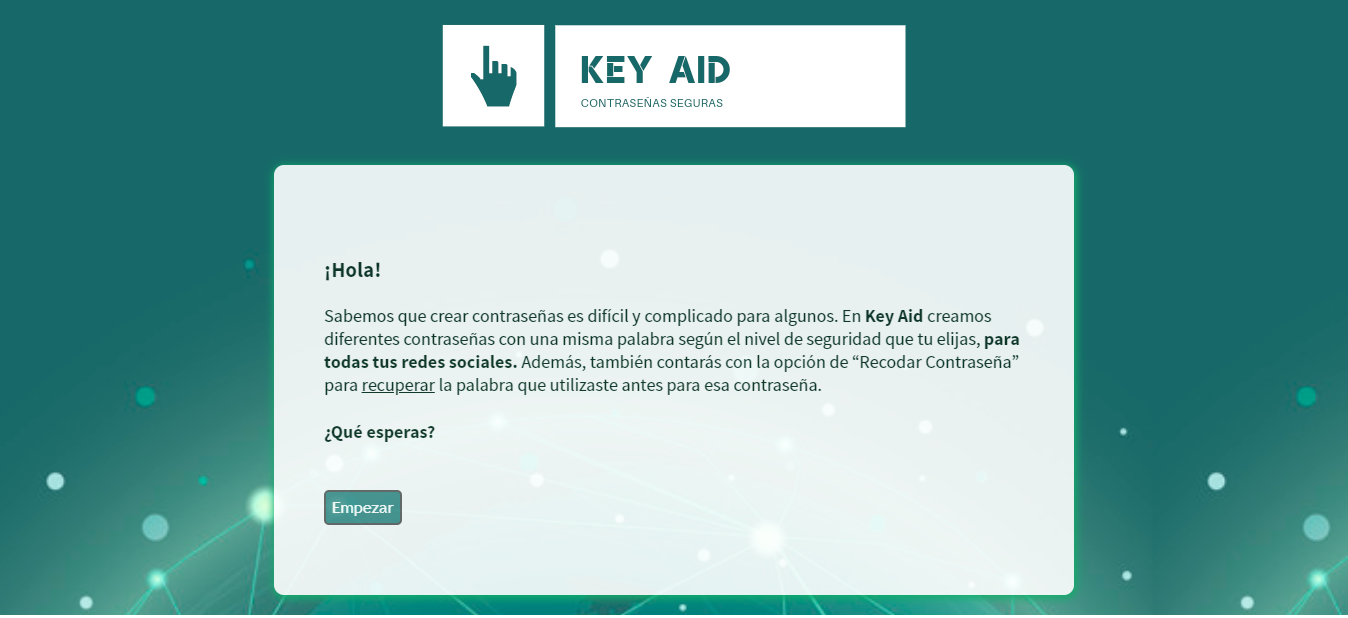 KEY AID
CONTRASEÑAS SEGURAS
¡Hola!
Sabemos que crear contraseñas es difícil y complicado para algunos. En Key Aid creamos
diferentes contraseñas con una misma palabra según el nivel de seguridad que tu elijas, para
todas tus redes sociales. Además, también contarás con la opción de “Recodar Contraseña”
para recuperar la palabra que utilizaste antes para esa contraseña.
¿Qué esperas?
Empezar